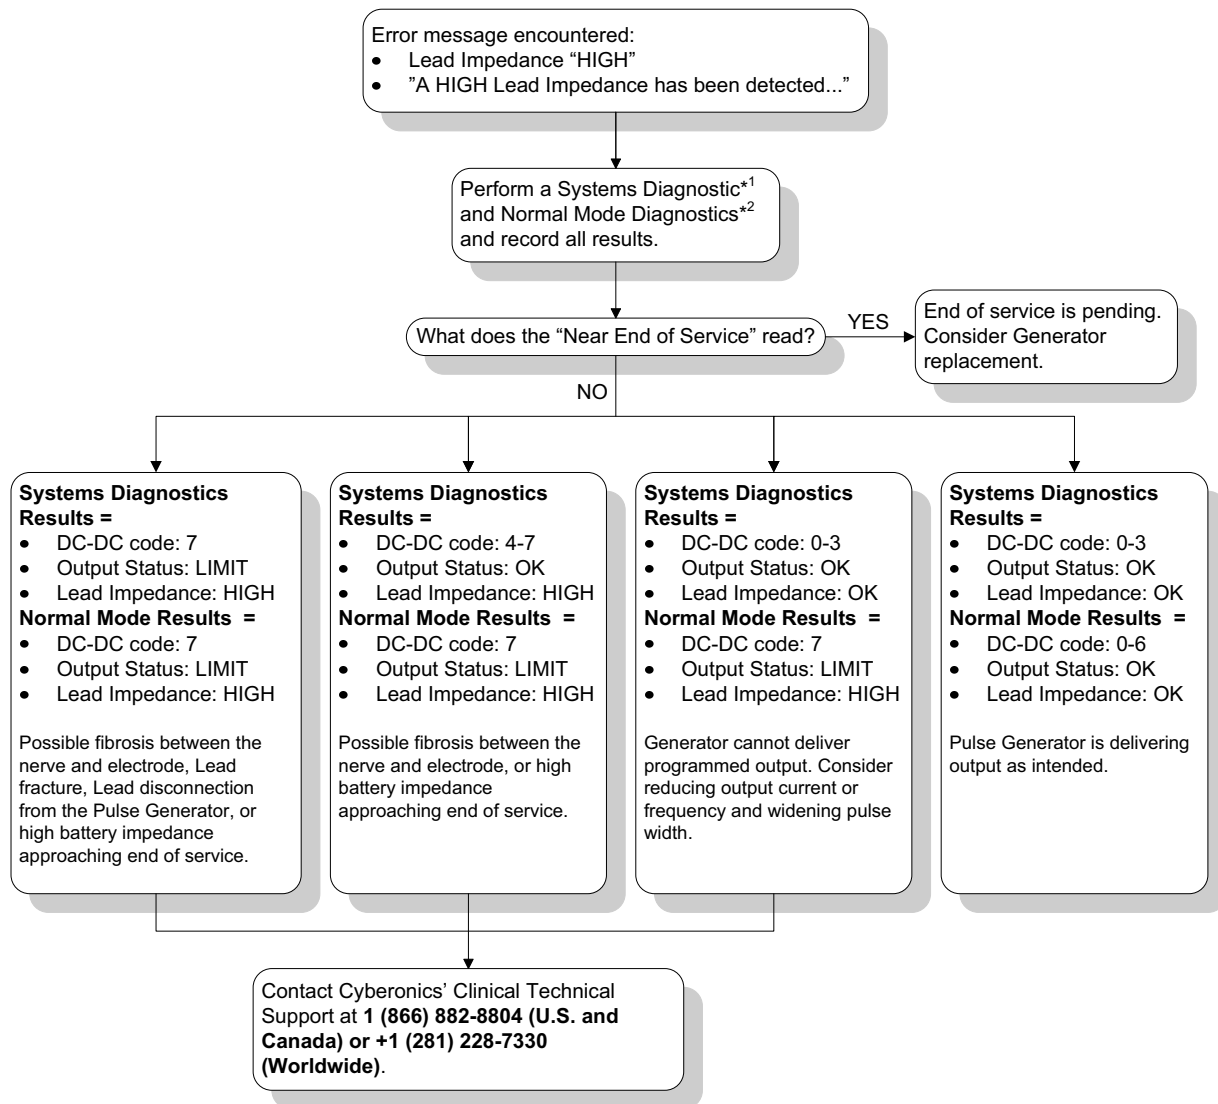 Error message encountered:
• Lead Impedance “HIGH”
• ”A HIGH Lead Impedance has been detected...”
Perform a Systems Diagnostic*1
and Normal Mode Diagnostics*2
and record all results.
What does the “Near End of Service” read?
YES
End of service is pending.
Consider Generator
replacement.
NO
Systems Diagnostics
Results =
• DC-DC code: 7
• Output Status: LIMIT
• Lead Impedance: HIGH
Normal Mode Results =
• DC-DC code: 7
• Output Status: LIMIT
• Lead Impedance: HIGH
Possible fibrosis between the
nerve and electrode, Lead
fracture, Lead disconnection
from the Pulse Generator, or
high battery impedance
approaching end of service.
Systems Diagnostics
Results =
• DC-DC code: 4-7
• Output Status: OK
• Lead Impedance: HIGH
Normal Mode Results =
• DC-DC code: 7
• Output Status: LIMIT
• Lead Impedance: HIGH
Possible fibrosis between the
nerve and electrode, or high
battery impedance
approaching end of service.
Systems Diagnostics
Results =
• DC-DC code: 0-3
• Output Status: OK
• Lead Impedance: OK
Normal Mode Results =
• DC-DC code: 7
• Output Status: LIMIT
• Lead Impedance: HIGH
Generator cannot deliver
programmed output. Consider
reducing output current or
frequency and widening pulse
width.
Systems Diagnostics
Results =
• DC-DC code: 0-3
• Output Status: OK
• Lead Impedance: OK
Normal Mode Results =
• DC-DC code: 0-6
• Output Status: OK
• Lead Impedance: OK
Pulse Generator is delivering
output as intended.
Contact Cyberonics’ Clinical Technical
Support at 1 (866) 882-8804 (U.S. and
Canada) or +1 (281) 228-7330
(Worldwide).